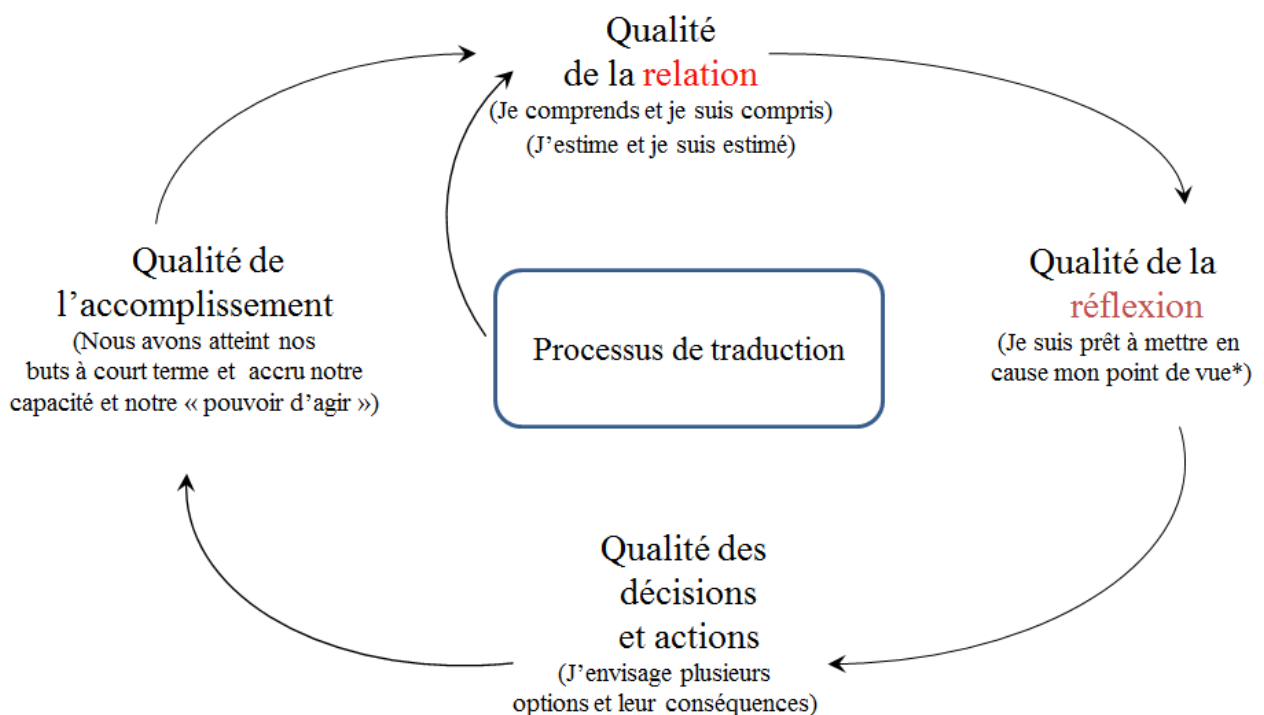 Qualité
de la relation
(Je comprends et je suis compris)
(J’estime et je suis estimé)
Qualité de la
réflexion
(Je suis prêt à mettre en
cause mon point de vue*)
Qualité des
décisions
et actions
(J’envisage plusieurs
options et leur conséquences)
Qualité de
l’accomplissement
(Nous avons atteint nos
buts à court terme et accru notre
capacité et notre « pouvoir d’agir »)
Processus de traduction